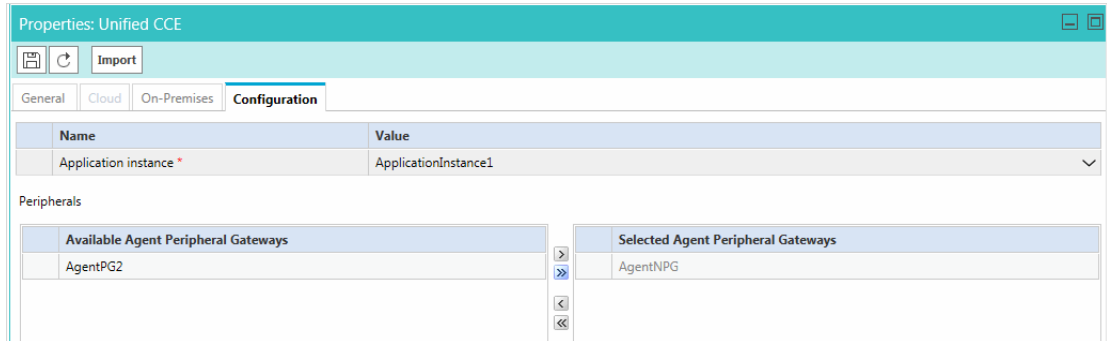 Properties: Unified CCE
Import
General Cloud On-Premises Configuration
Name Value
Application instance * ApplicationInstance1
Peripherals
Available Agent Peripheral Gateways Selected Agent Peripheral Gateways
AgentPG2 AgentNPG